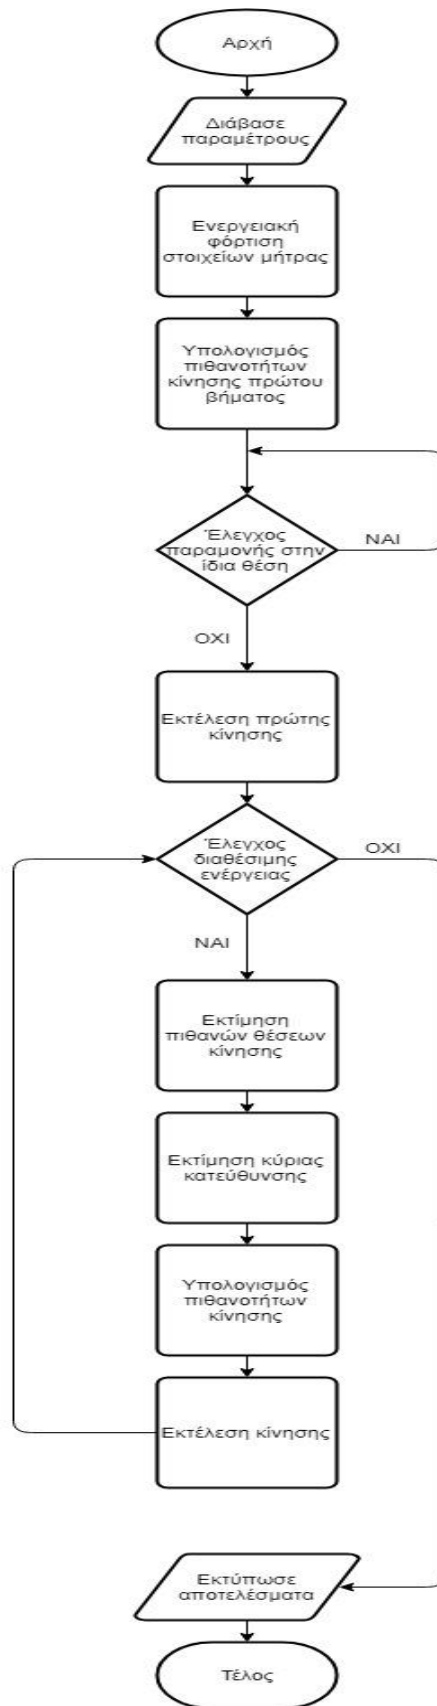 Αρχή
Διάβασε
παραμέτρους
Ενεργειακή
φόρτιση
στοιχείων μήτρας
Υπολογισμός
πιθανοτήτων
κίνησης πρώτου
βήματος
Έλεγχος
παραμονής στην
ίδια θέση
ΝΑΙ
ΟΧΙ
Εκτέλεση πρώτης
κίνησης
Έλεγχος
διαθέσιμης
ενέργειας
ΟΧΙ
ΝΑΙ
Εκτίμηση
πιθανών θέσεων
κίνησης
Εκτίμηση κύριας
κατεύθυνσης
Υπολογισμός
πιθανοτήτων
κίνησης
Εκτέλεση κίνησης
Εκτύπωσε
αποτελέσματα
Τέλος